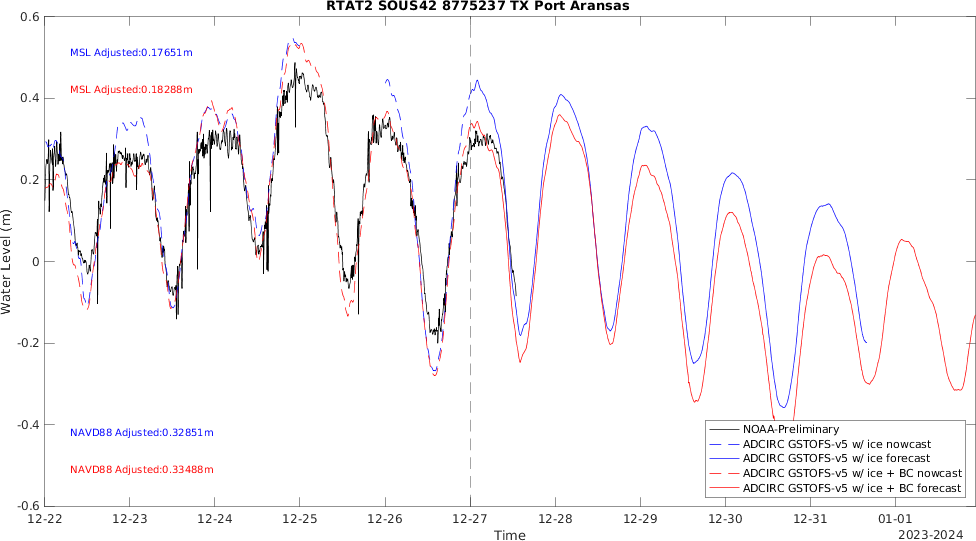 RTAT2 SOUS42 8775237 TX Port Aransas
0.6
MSL Adjusted:0.17651m
MSL Adjusted:0.18288m
0.4
0.2
0
-0.2
-0.4
-0.6
Water Level (m)
NAVD88 Adjusted:0.32851m
NAVD88 Adjusted:0.33488m
NOAA-Preliminary
ADCIRC GSTOFS-v5 w/ ice nowcast
ADCIRC GSTOFS-v5 w/ ice forecast
ADCIRC GSTOFS-v5 w/ ice + BC nowcast
ADCIRC GSTOFS-v5 w/ ice + BC forecast
12-22 12-23 12-24 12-25 12-26 12-27 12-28 12-29 12-30 12-31 01-01
Time
2023-2024